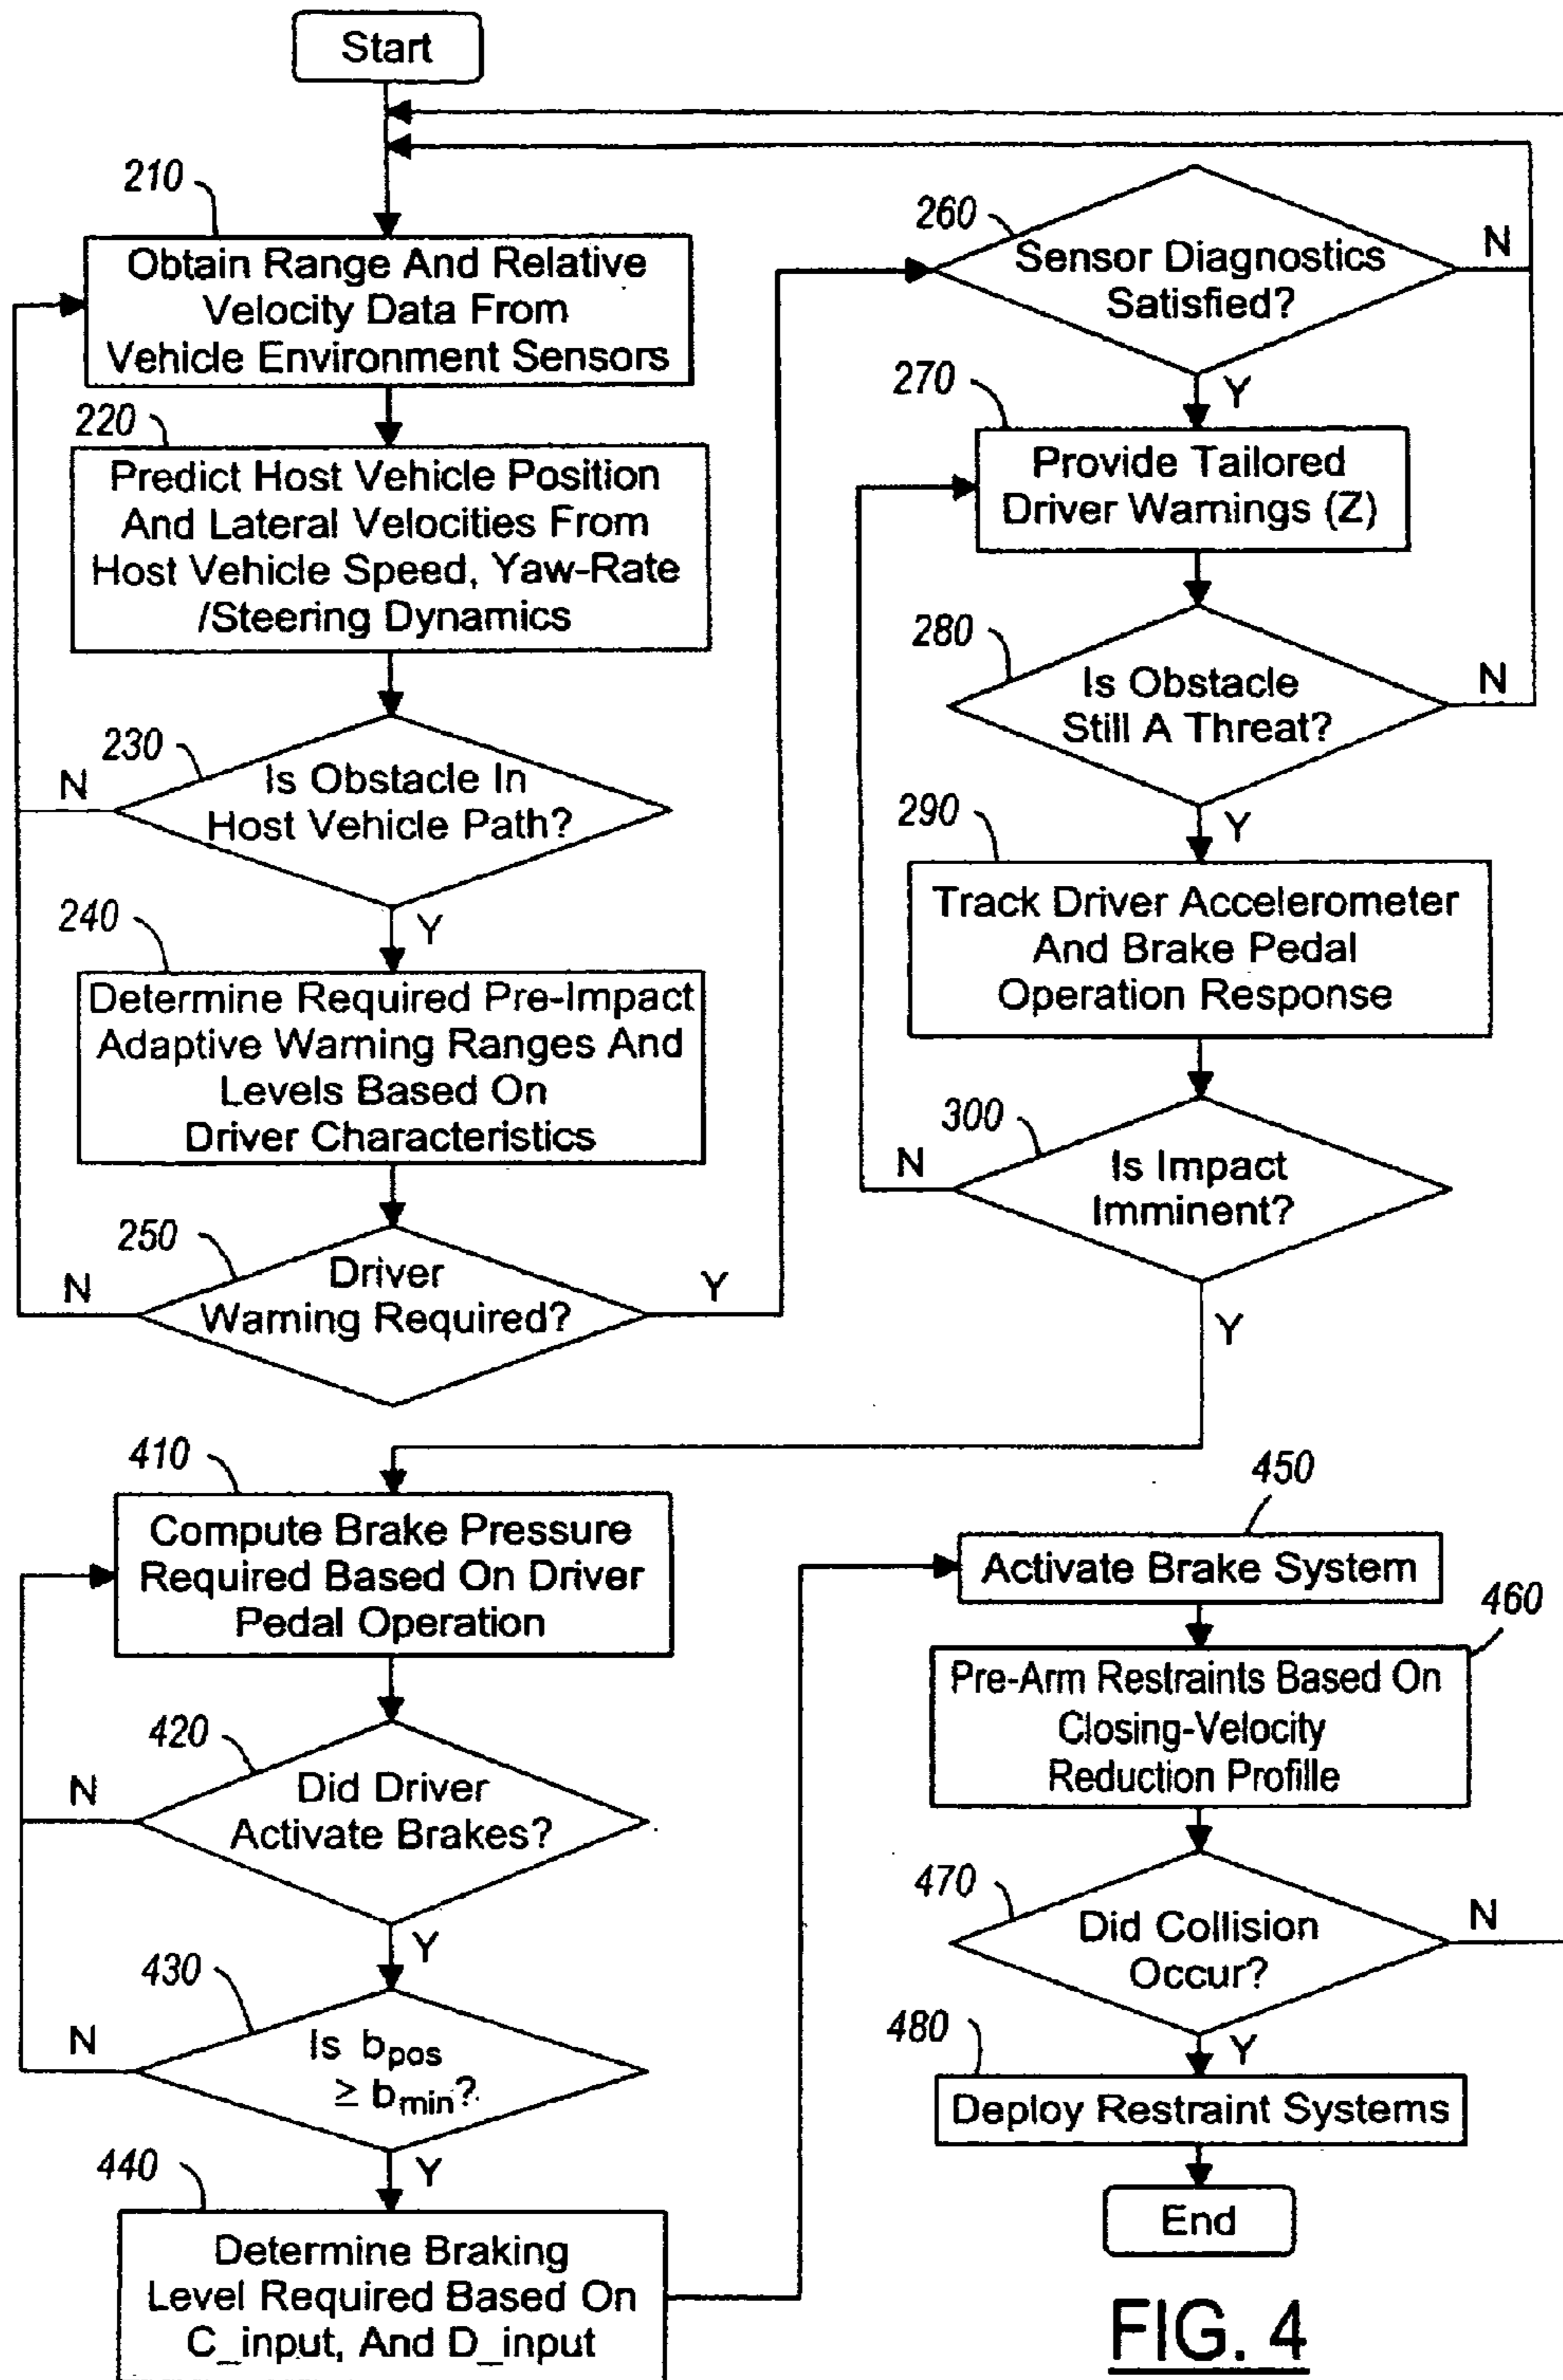 Start
210
Obtain Range And Relative
Velocity Data From
Vehicle Environment Sensors
220
Predict Host Vehicle Position
And Lateral Velocities From
Host Vehicle Speed, Yaw-Rate
/Steering Dynamics
230
Is Obstacle In
Host Vehicle Path?
N
Y
240
Determine Required Pre-Impact
Adaptive Warning Ranges And
Levels Based On
Driver Characteristics
250
Driver
Warning Required?
N
Y
260
Sensor Diagnostics
Satisfied?
N
Y
270
Provide Tailored
Driver Warnings (Z)
280
Is Obstacle
Still A Threat?
N
Y
290
Track Driver Accelerometer
And Brake Pedal
Operation Response
300
Is Impact
Imminent?
N
Y
410
Compute Brake Pressure
Required Based On Driver
Pedal Operation
420
Did Driver
Activate Brakes?
N
Y
430
Is bpos
≥ bmin?
N
Y
440
Determine Braking
Level Required Based On
C_input, And D_input
450
Activate Brake System
460
Pre-Arm Restraints Based On
Closing-Velocity
Reduction Profille
470
Did Collision
Occur?
N
Y
480
Deploy Restraint Systems
End
FIG. 4